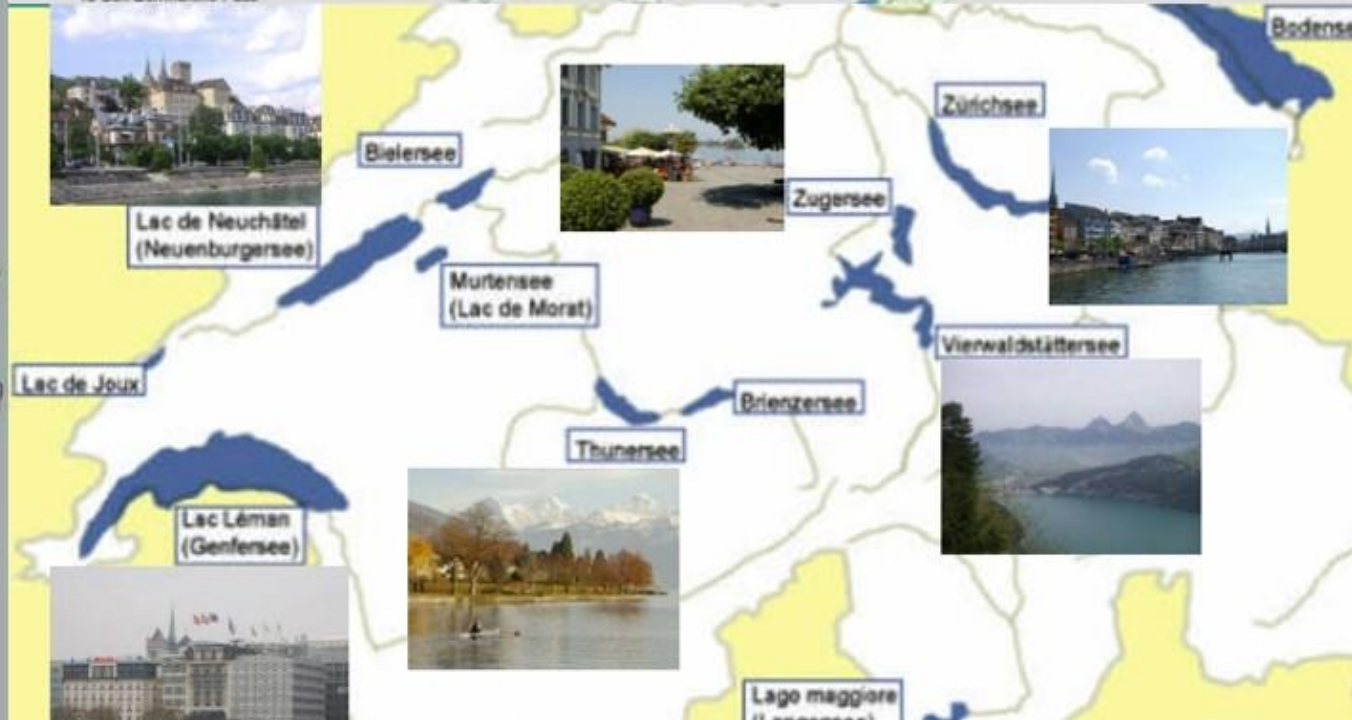 Bodense
Zürichsee
Bielersee
Zugersee
Lac de Neuchâtel
(Neuenburgersee)
Murtensee
(Lac de Morat)
Vierwaldstättersee
Lac de Joux
Brienzersee
Thunersee
Lac Léman
(Genfersee)
Lago maggiore